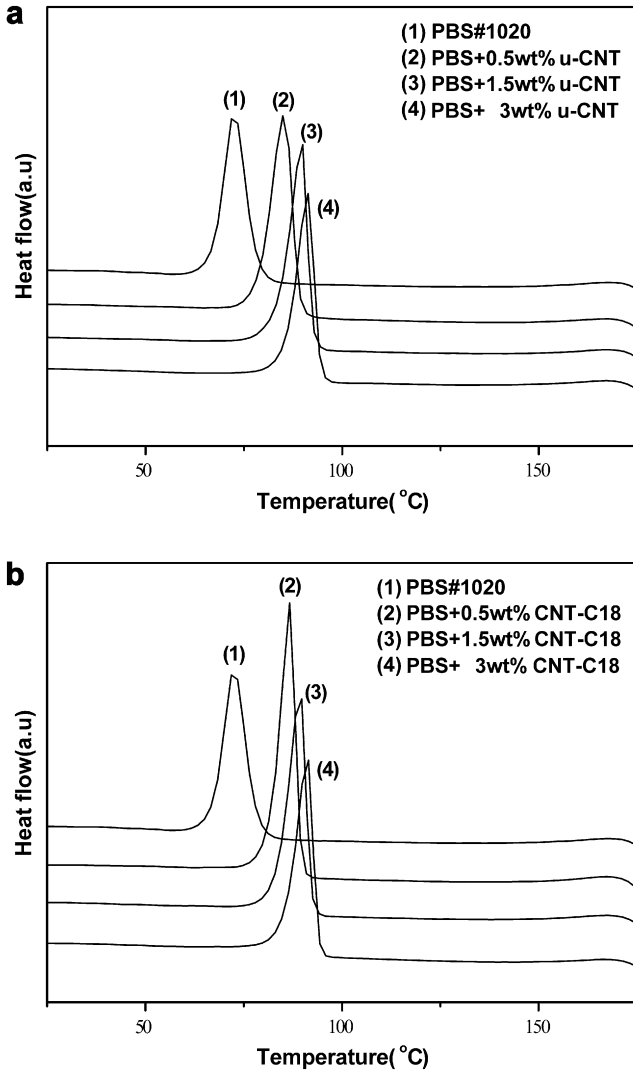 a
(1) PBS#1020
(2) PBS+0.5wt% u-CNT
(3) PBS+1.5wt% u-CNT
(4) PBS+ 3wt% u-CNT
(1)
(2)
(3)
(4)
Heat flow(a.u)
50
100
150
Temperature( °C)
b
(1) PBS#1020
(2) PBS+0.5wt% CNT-C18
(3) PBS+1.5wt% CNT-C18
(4) PBS+ 3wt% CNT-C18
(2)
(1)
(3)
(4)
Heat flow(a.u)
50
100
150
Temperature( °C)